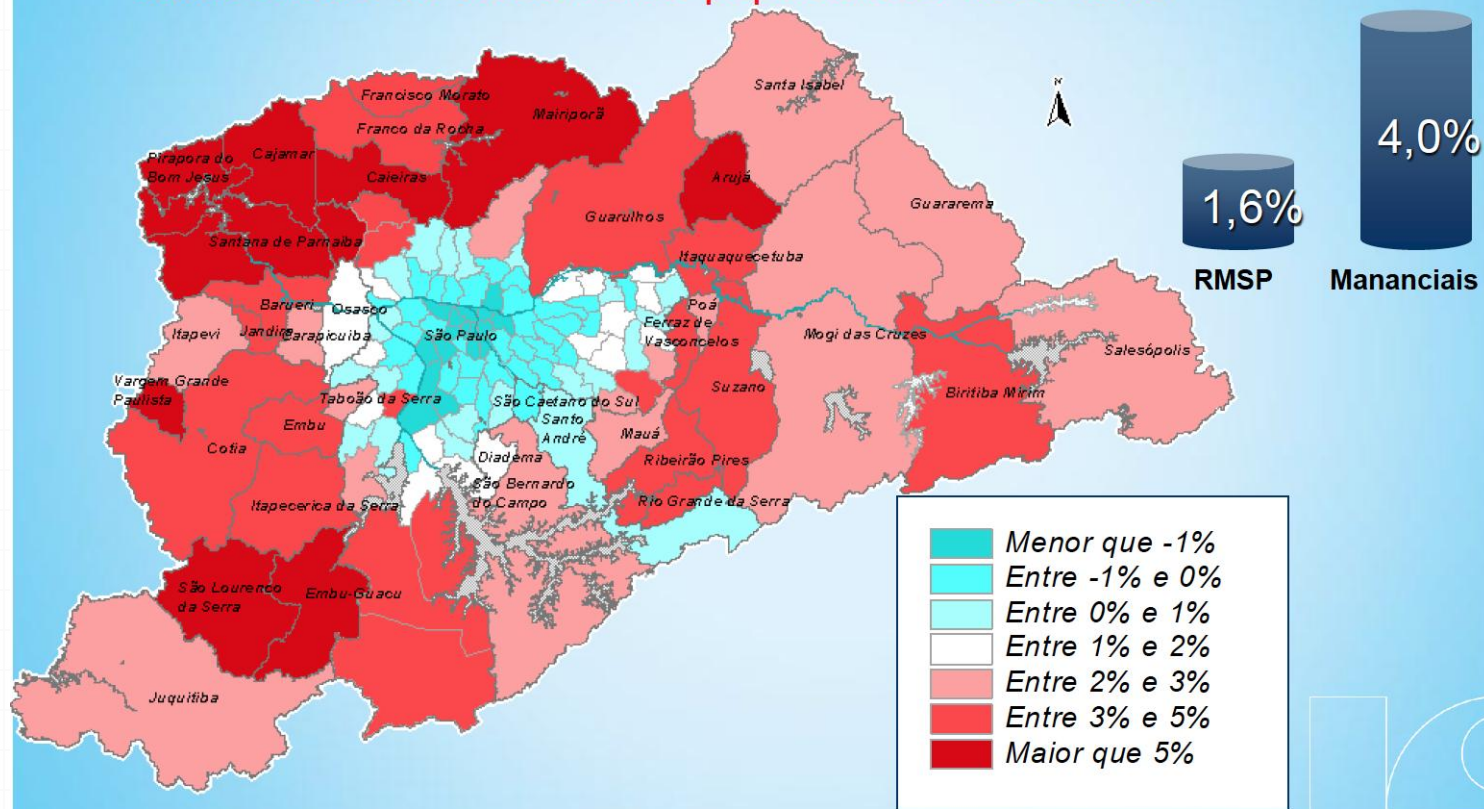 N
Santa Isabel
Francisco Morato
Mairiporã
Franco da Rocha
Pirapora do
Bom Jesus
Cajamar
Caieiras
Arujá
Guararema
Guarulhos
Santana de Parnaíba
Itaquaquecetuba
Barueri
Osasco
Poá
Itapevi
Jandira
Carapicuíba
São Paulo
Ferraz de
Vasconcelos
Mogi das Cruzes
Salesópolis
Vargem Grande
Paulista
Taboão da Serra
São Caetano do Sul
Suzano
Biritiba Mirim
Santo
André
Embu
Mauá
Cotia
Diadema
Ribeirão Pires
São Bernardo
do Campo
Itapecerica da Serra
Rio Grande da Serra
São Lourenco
da Serra
Embu-Guacu
Juquitiba
1,6%
4,0%
RMSP
Mananciais
Menor que -1%
Entre -1% e 0%
Entre 0% e 1%
Entre 1% e 2%
Entre 2% e 3%
Entre 3% e 5%
Maior que 5%